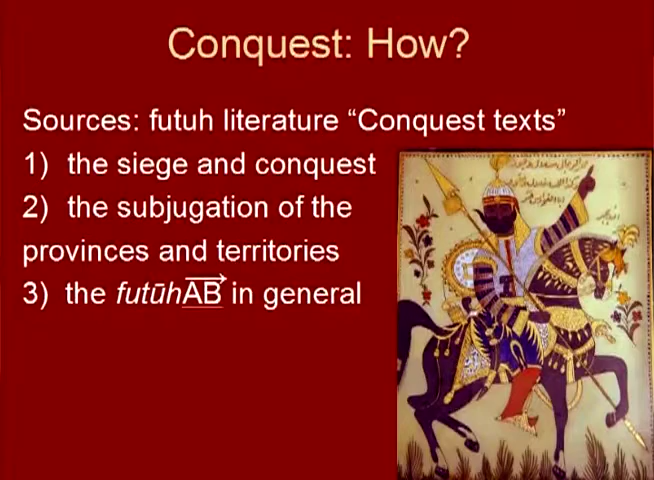 Conquest: How?
Sources: futuh literature “Conquest texts”
1) the siege and conquest
2) the subjugation of the
provinces and territories
3) the futūhAB in general